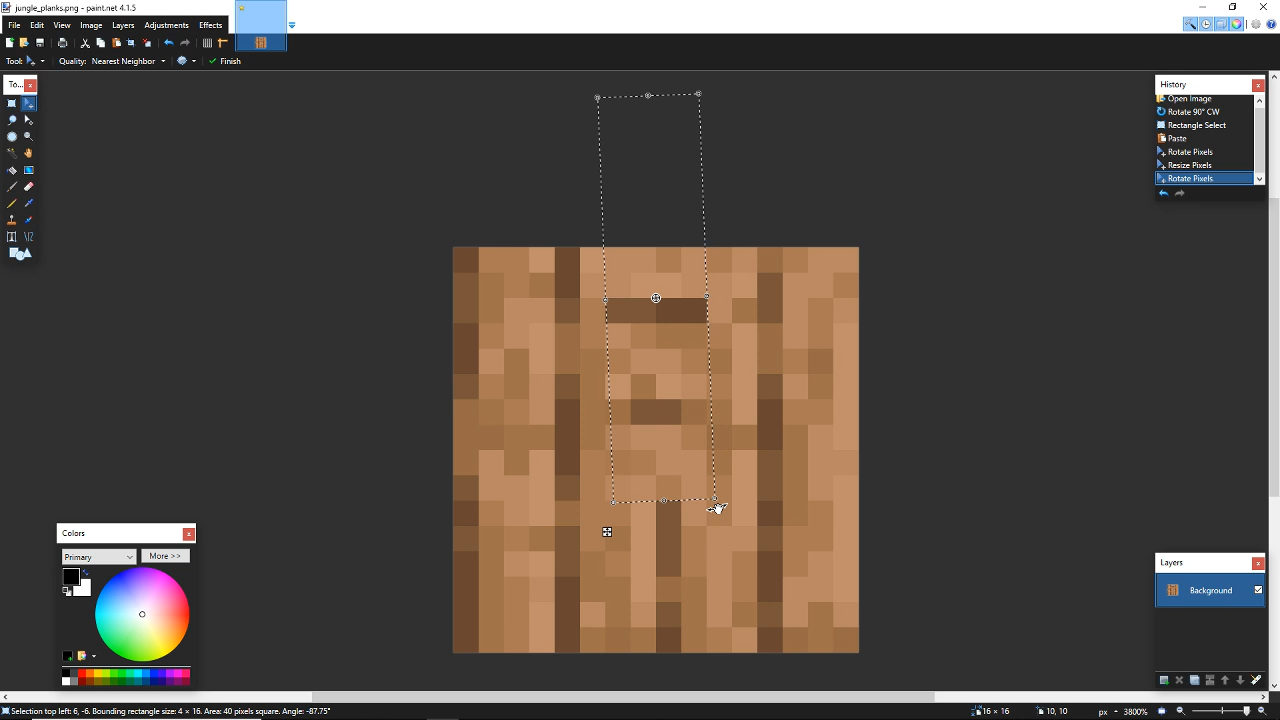 jungle_planks.png - paint.net 4.1.5
File Edit View Image Layers Adjustments Effects
Tool: Quality: Nearest Neighbor Finish
To... x
History
Open Image
Rotate 90° CW
Rectangle Select
Paste
Rotate Pixels
Resize Pixels
Rotate Pixels
Colors
Primary More >>
Layers
Background
Selection top left: 6, -6. Bounding rectangle size: 4 × 16. Area: 40 pixels square. Angle: -87.75° 16 × 16 10, 10 px 3800%